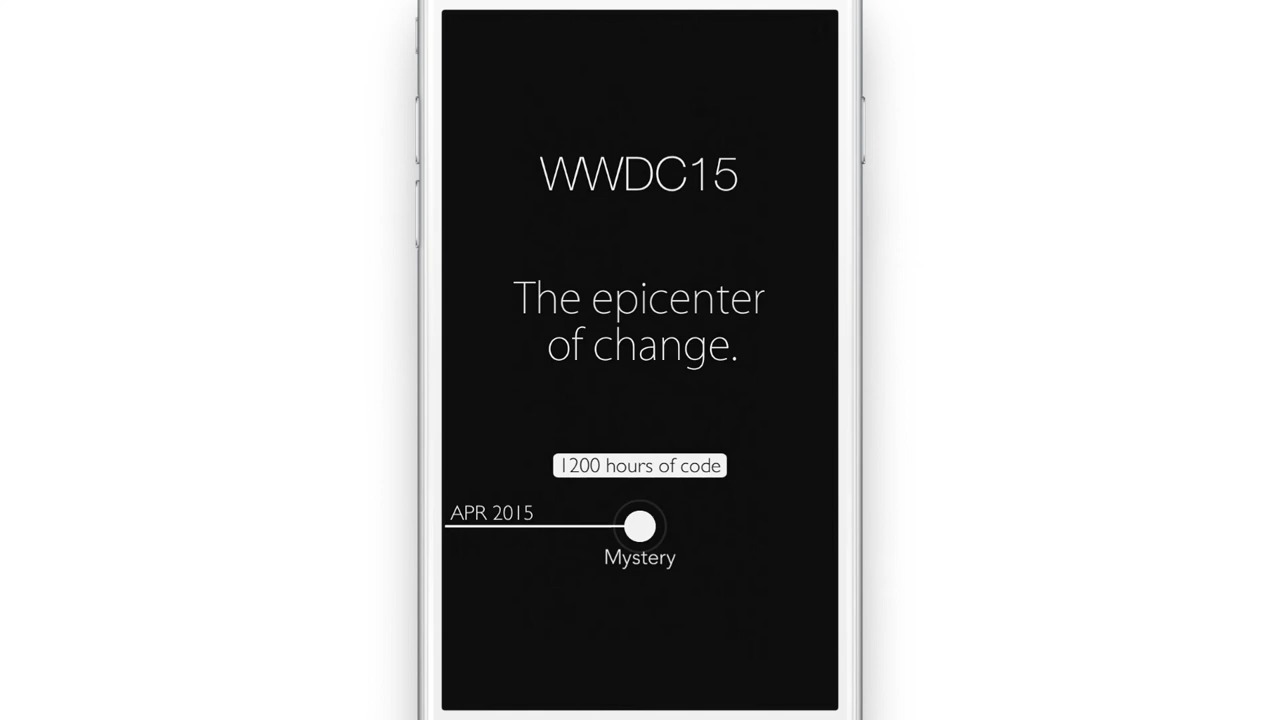 WWDC15
The epicenter
of change.
1200 hours of code
APR 2015
Mystery